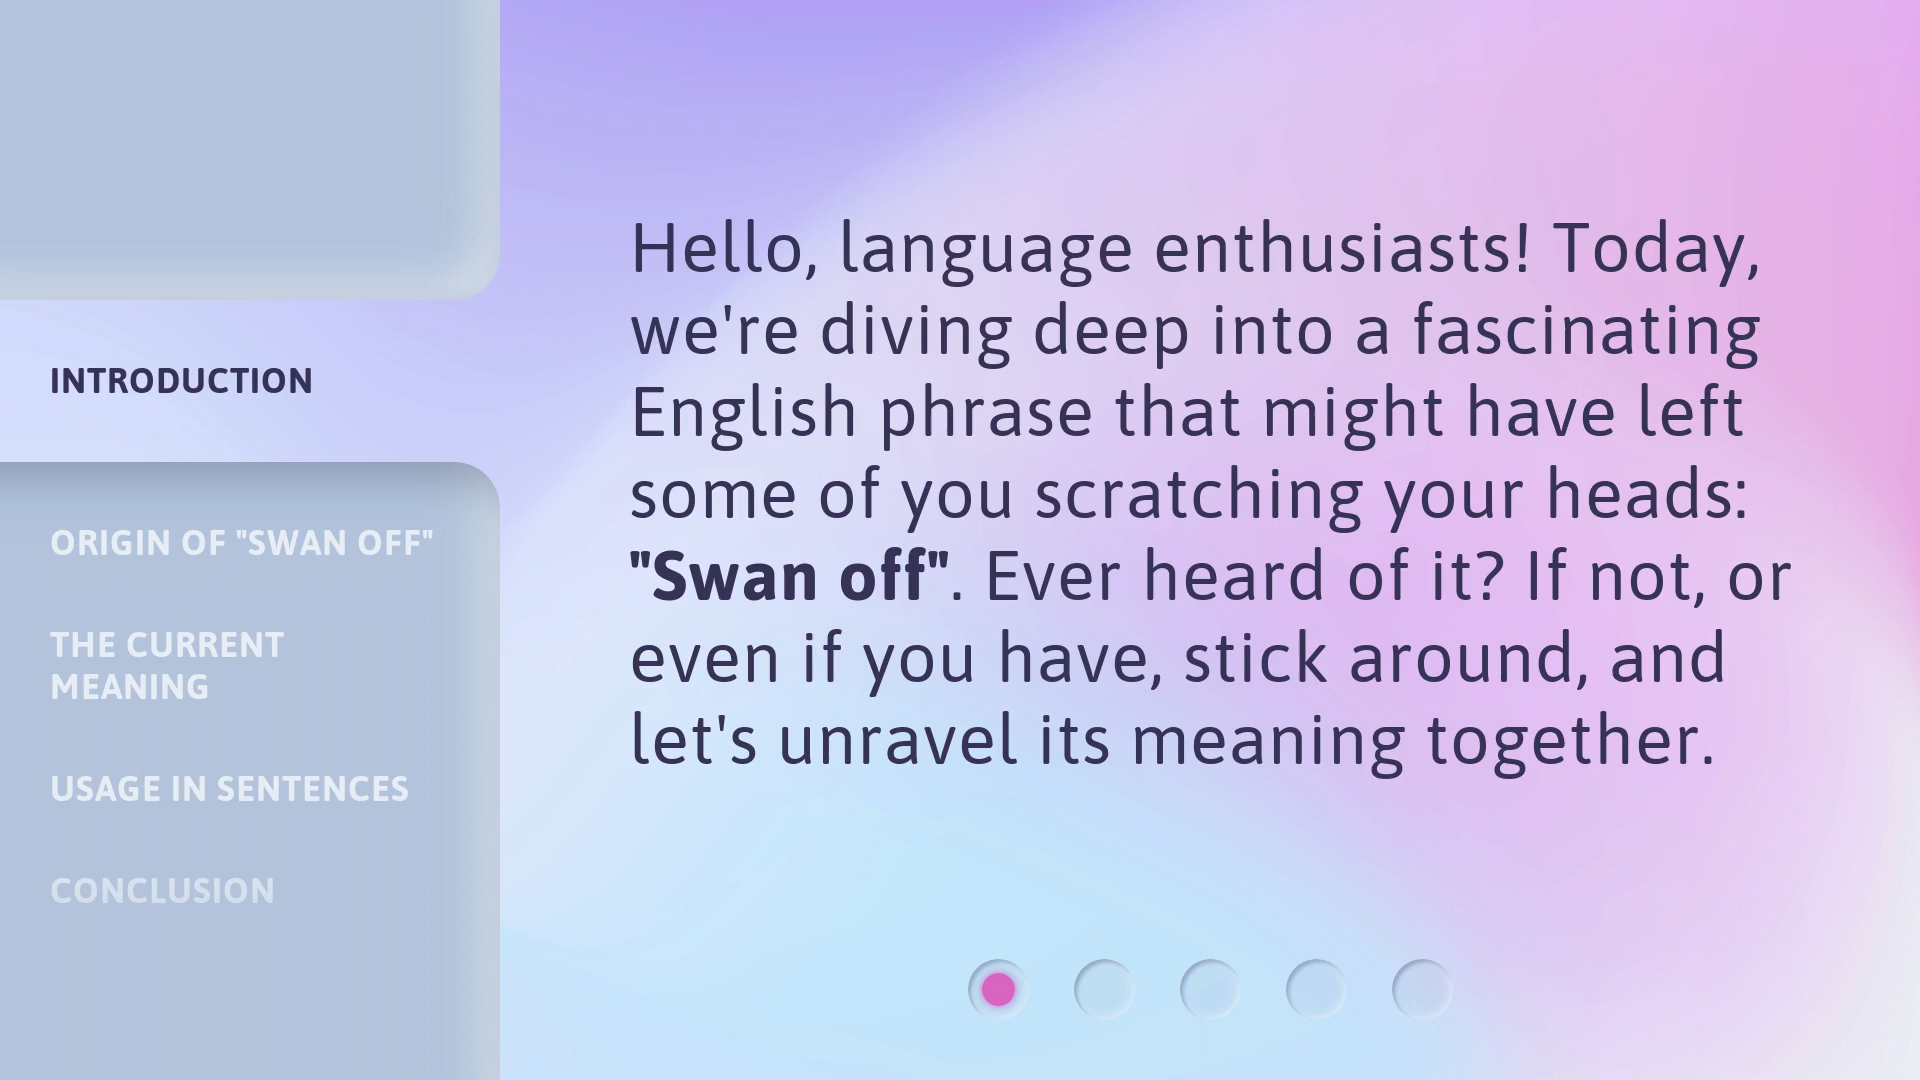 INTRODUCTION
ORIGIN OF "SWAN OFF"
THE CURRENT
MEANING
USAGE IN SENTENCES
CONCLUSION
Hello, language enthusiasts! Today,
we're diving deep into a fascinating
English phrase that might have left
some of you scratching your heads:
"Swan off". Ever heard of it? If not, or
even if you have, stick around, and
let's unravel its meaning together.